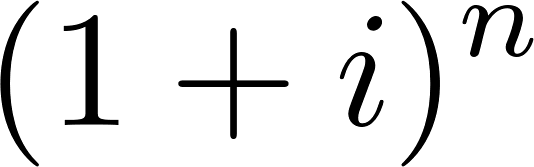 (1 + i)ⁿ